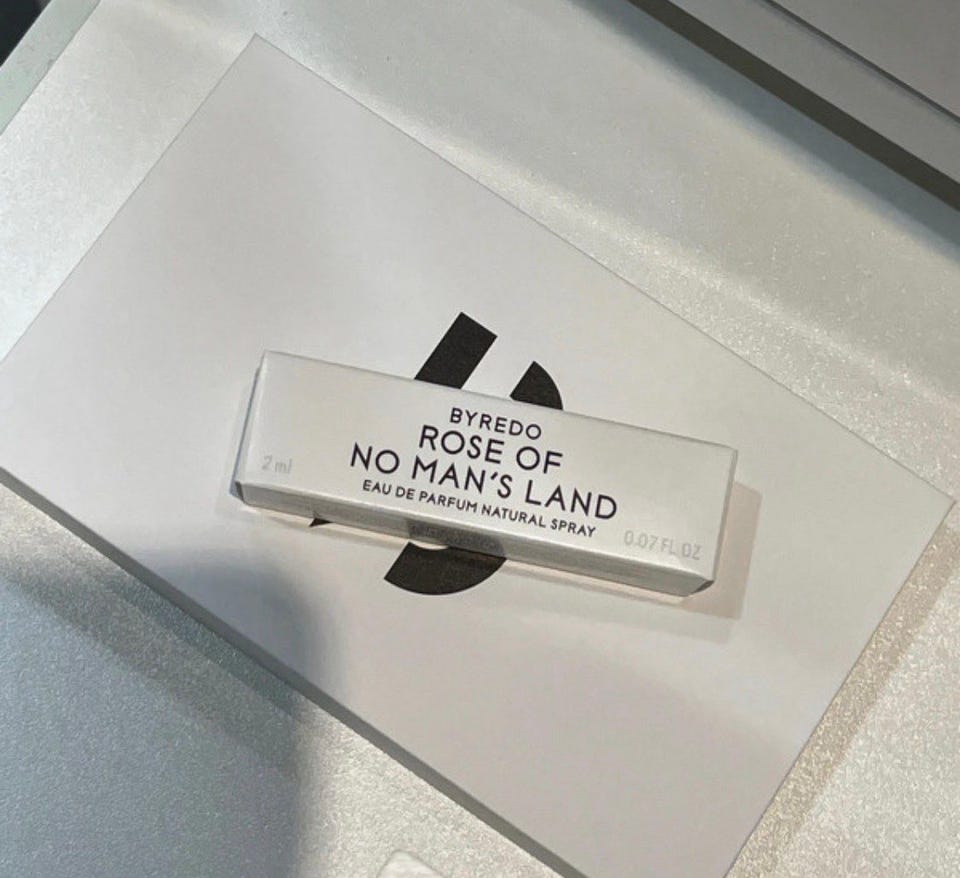 BYREDO
ROSE OF
NO MAN'S LAND
EAU DE PARFUM NATURAL SPRAY
2 ml
0.07 FL OZ